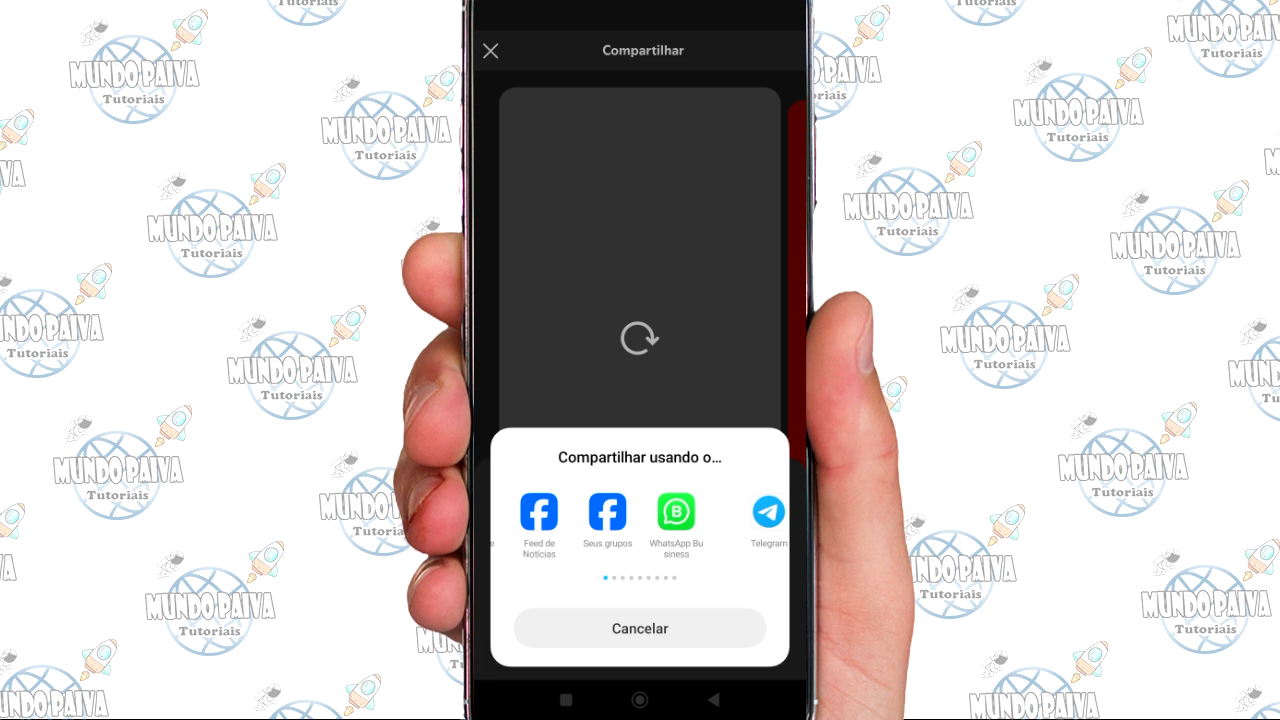 Compartilhar
Compartilhar usando o...
e
Feed de
Notícias
Seus grupos
WhatsApp Bu
siness
Telegram
Cancelar
MUNDO PAIVA
Tutoriais